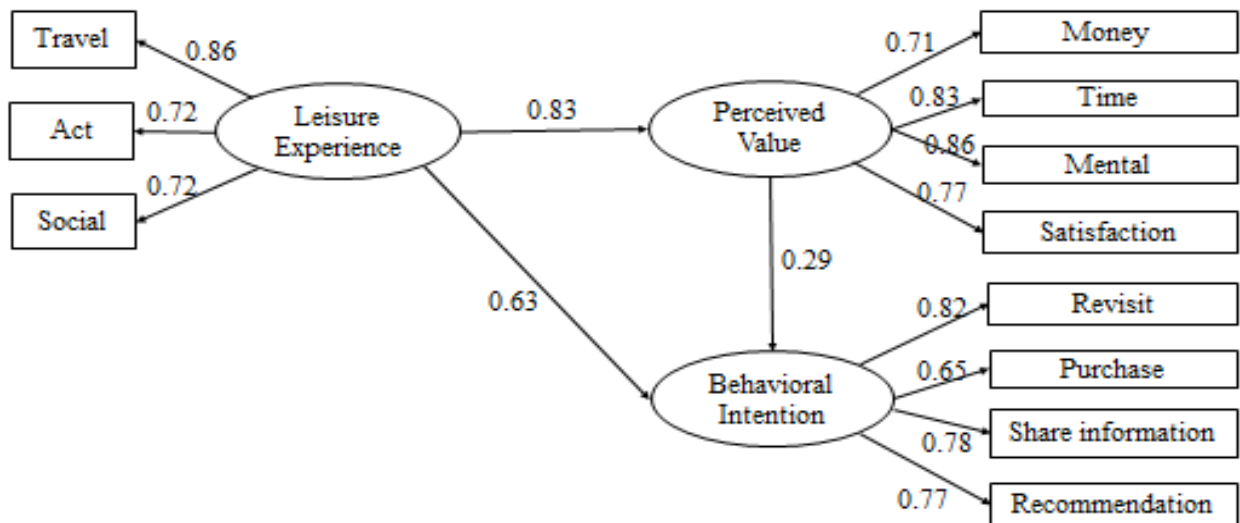 Travel
0.86
Act
0.72
Social
0.72
Leisure
Experience
0.83
0.63
Perceived
Value
0.29
0.71
Money
0.83
Time
0.86
Mental
0.77
Satisfaction
Behavioral
Intention
0.82
Revisit
0.65
Purchase
0.78
Share information
0.77
Recommendation